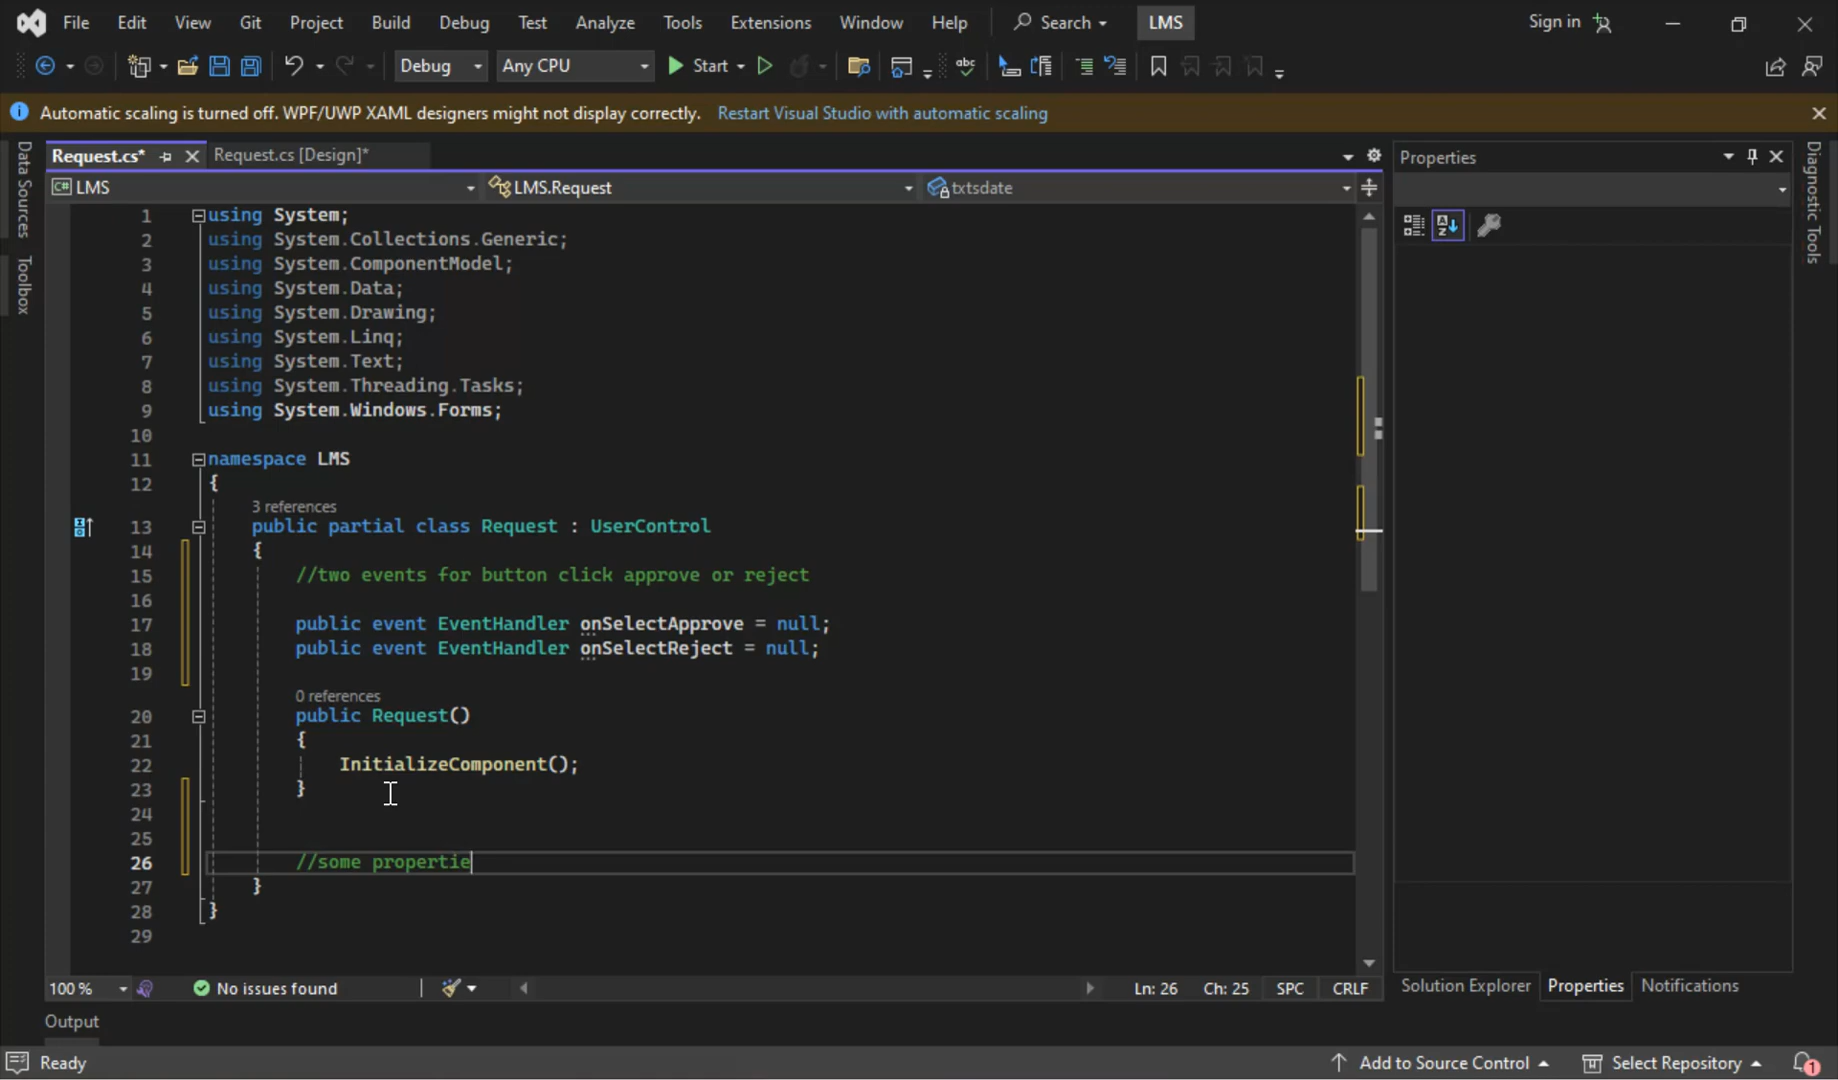 File Edit View Git Project Build Debug Test Analyze Tools Extensions Window Help Search LMS Sign in
Debug Any CPU Start abc
Automatic scaling is turned off. WPF/UWP XAML designers might not display correctly. Restart Visual Studio with automatic scaling
Data Sources
Toolbox
Request.cs* Request.cs [Design]*
LMS LMS.Request txtsdate
1 using System;
2 using System.Collections.Generic;
3 using System.ComponentModel;
4 using System.Data;
5 using System.Drawing;
6 using System.Linq;
7 using System.Text;
8 using System.Threading.Tasks;
9 using System.Windows.Forms;
10
11 namespace LMS
12 {
3 references
13 public partial class Request : UserControl
14 {
15 //two events for button click approve or reject
16
17 public event EventHandler onSelectApprove = null;
18 public event EventHandler onSelectReject = null;
19
0 references
20 public Request()
21 {
22 InitializeComponent();
23 }
24
25
26 //some propertie
27 }
28 }
29
100 % No issues found Ln: 26 Ch: 25 SPC CRLF
Properties
A Z
Diagnostic Tools
Solution Explorer Properties Notifications
Output
Ready Add to Source Control Select Repository 1